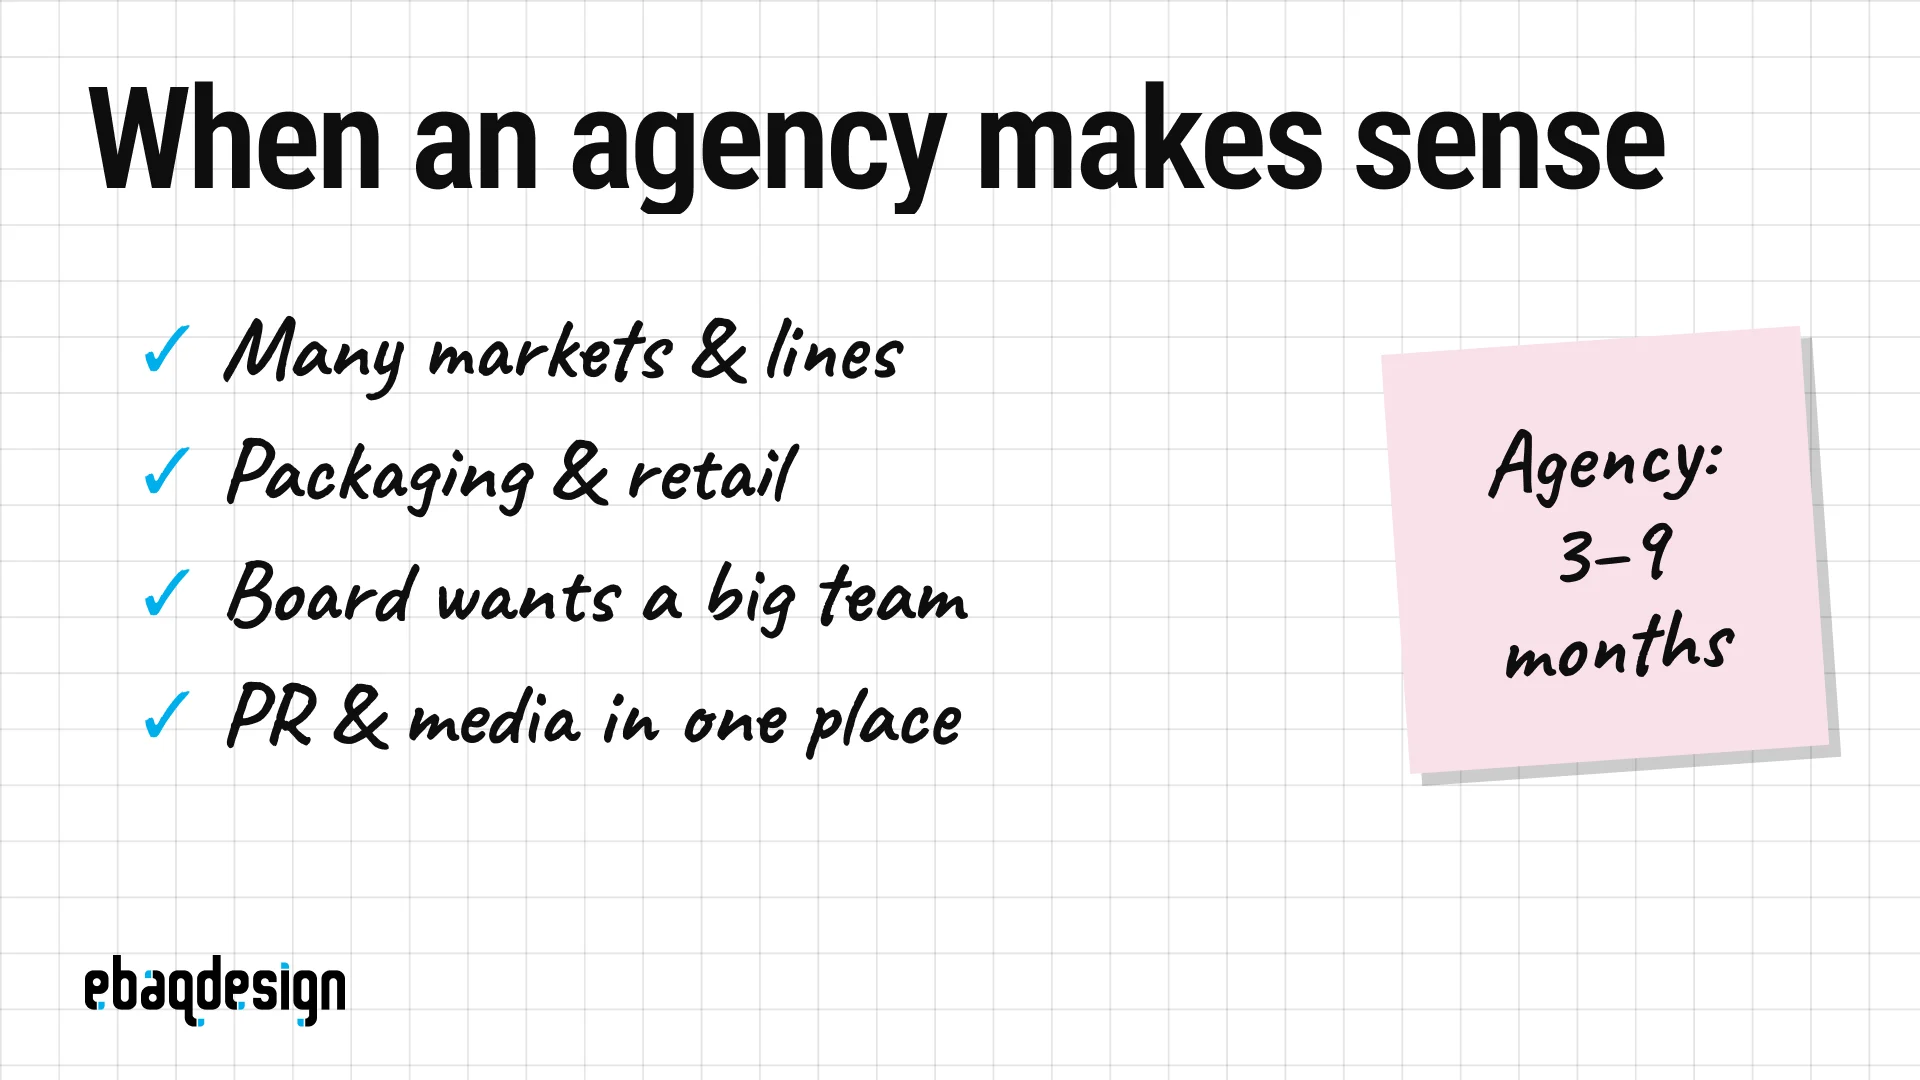 When an agency makes sense
✓ Many markets & lines
✓ Packaging & retail
✓ Board wants a big team
✓ PR & media in one place
Agency:
3–9
months
ebaqdesign